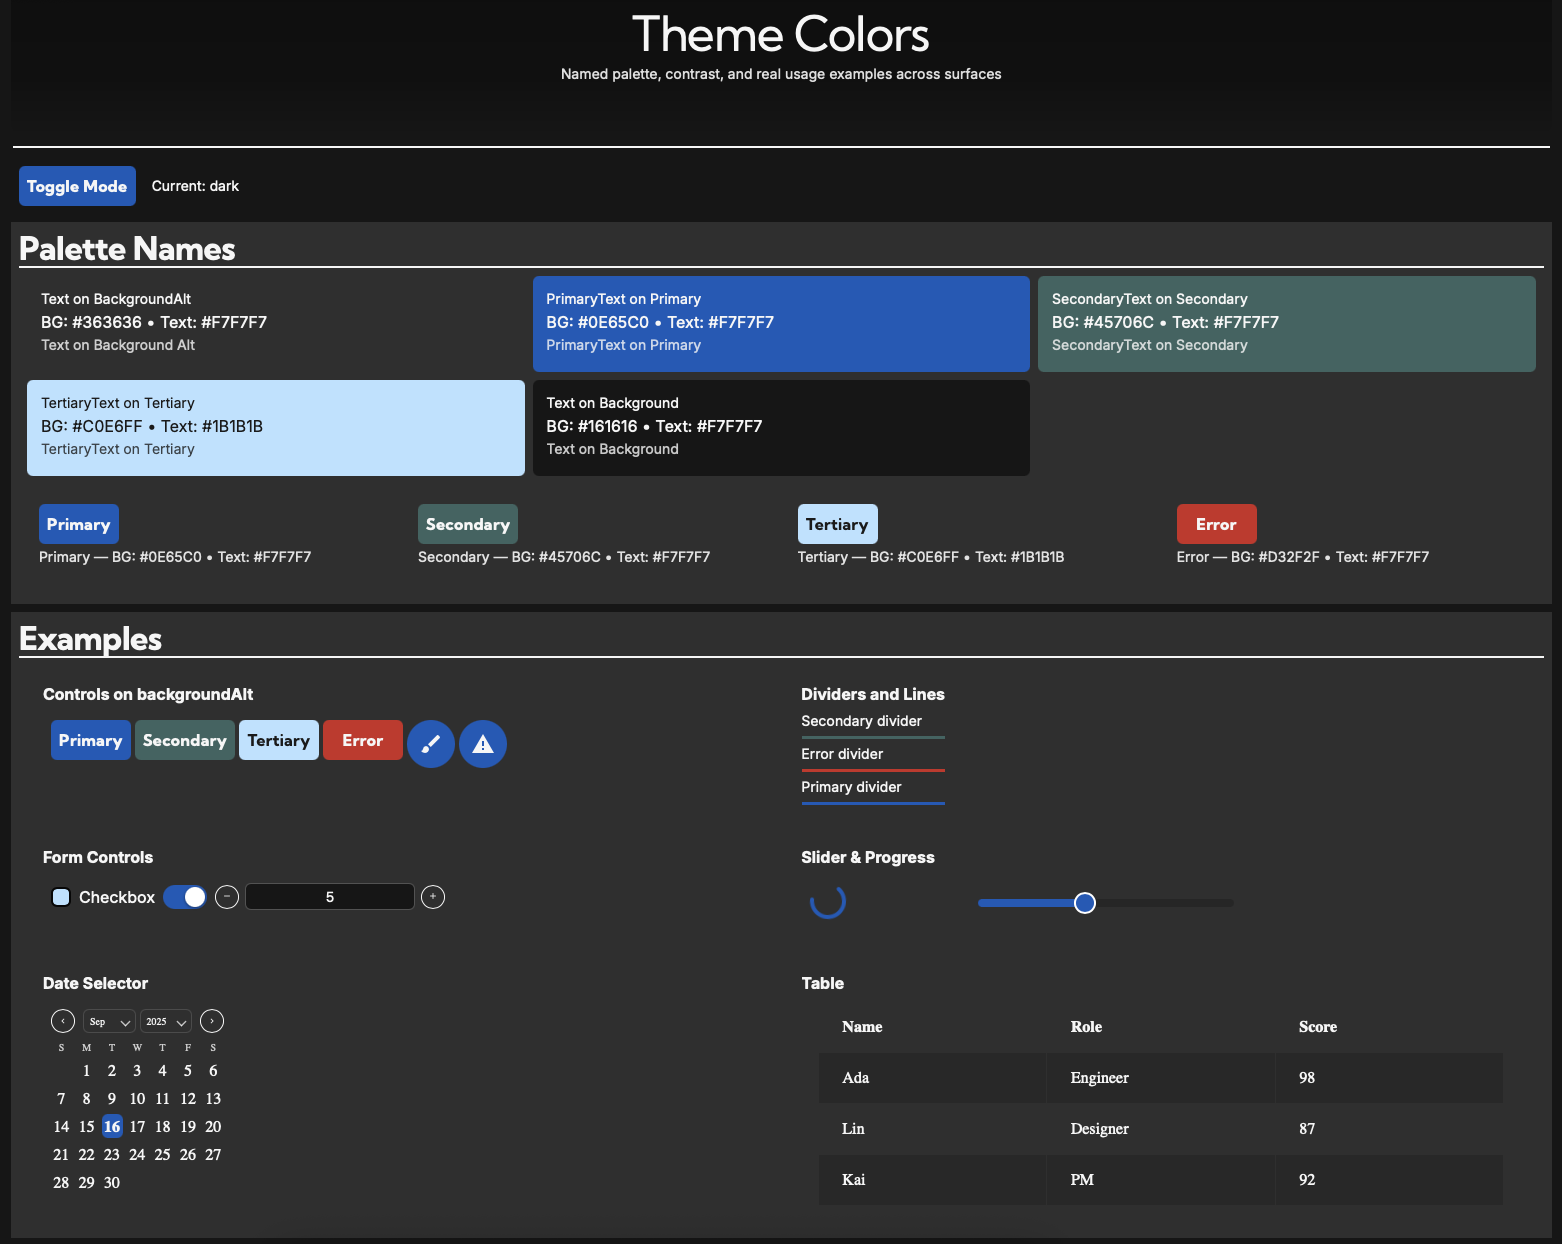 Theme Colors
Named palette, contrast, and real usage examples across surfaces
Toggle Mode
Current: dark
Palette Names
Text on BackgroundAlt
BG: #363636 • Text: #F7F7F7
Text on Background Alt
PrimaryText on Primary
BG: #0E65C0 • Text: #F7F7F7
PrimaryText on Primary
SecondaryText on Secondary
BG: #45706C • Text: #F7F7F7
SecondaryText on Secondary
TertiaryText on Tertiary
BG: #C0E6FF • Text: #1B1B1B
TertiaryText on Tertiary
Text on Background
BG: #161616 • Text: #F7F7F7
Text on Background
Primary
Primary — BG: #0E65C0 • Text: #F7F7F7
Secondary
Secondary — BG: #45706C • Text: #F7F7F7
Tertiary
Tertiary — BG: #C0E6FF • Text: #1B1B1B
Error
Error — BG: #D32F2F • Text: #F7F7F7
Examples
Controls on backgroundAlt
Primary Secondary Tertiary Error
Dividers and Lines
Secondary divider
Error divider
Primary divider
Form Controls
Checkbox − 5 +
Slider & Progress
Date Selector
‹ Sep 2025 ›
S M T W T F S
1 2 3 4 5 6
7 8 9 10 11 12 13
14 15 16 17 18 19 20
21 22 23 24 25 26 27
28 29 30
Table
Name Role Score
Ada Engineer 98
Lin Designer 87
Kai PM 92